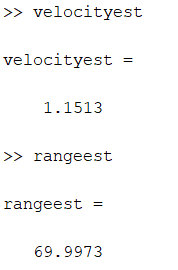 >> velocityest
velocityest =
1.1513
>> rangeest
rangeest =
69.9973